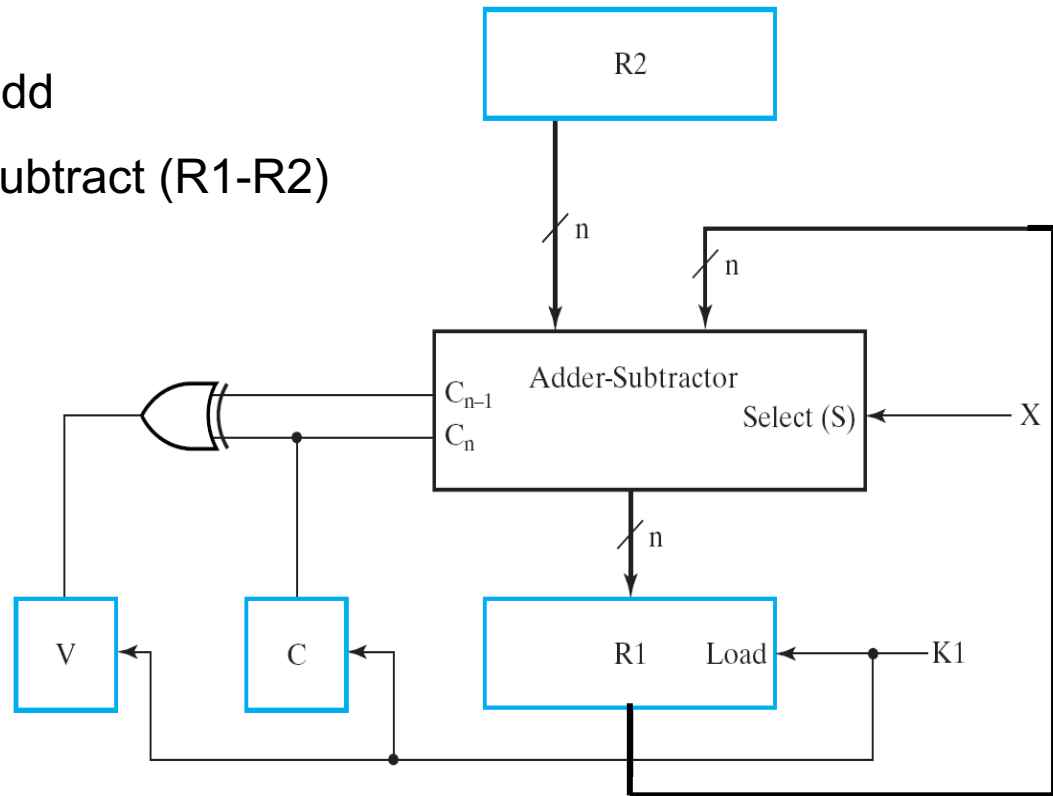 R2
dd
ubtract (R1-R2)
n
n
Adder-Subtractor
Cn–1
Select (S)
X
Cn
n
V
C
R1
Load
K1